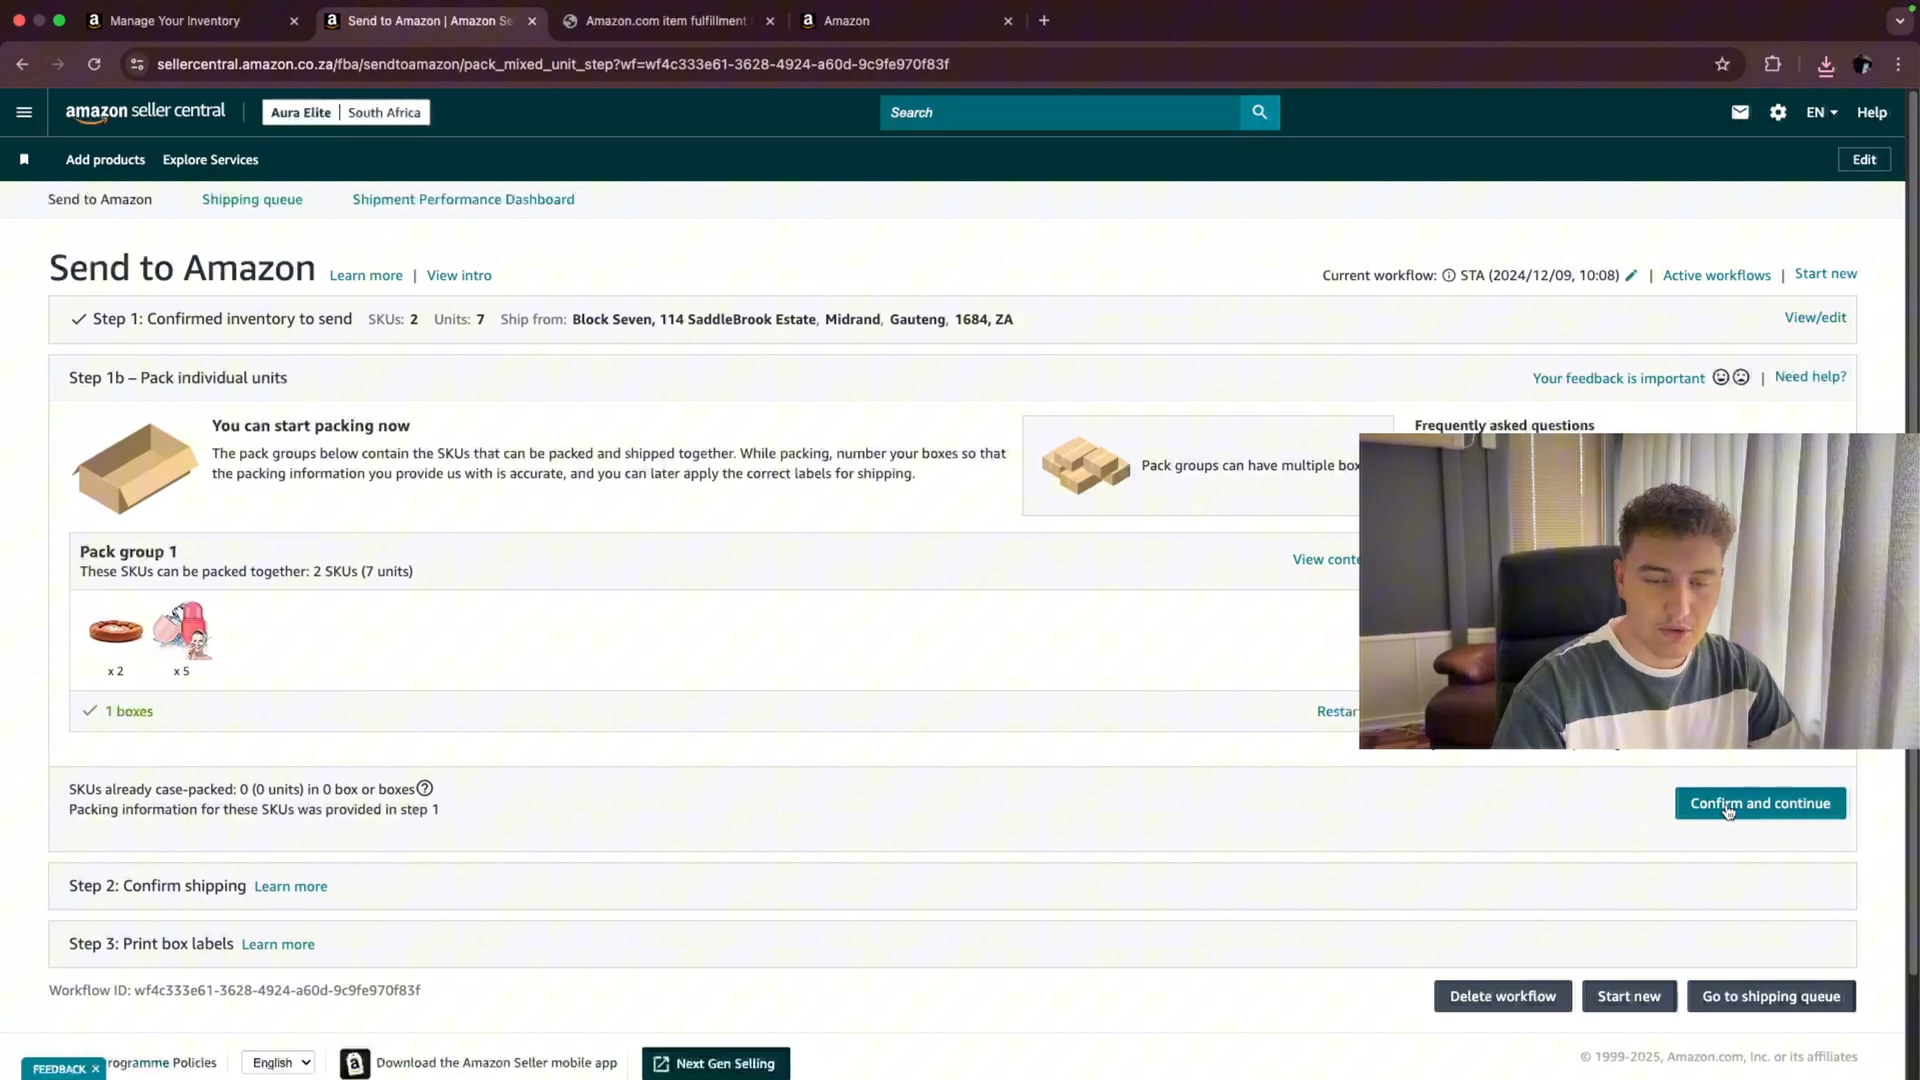 Manage Your Inventory
Send to Amazon | Amazon Se
Amazon.com item fulfillment
Amazon
sellercentral.amazon.co.za/fba/sendtoamazon/pack_mixed_unit_step?wf=wf4c333e61-3628-4924-a60d-9c9fe970f83f
amazon seller central
Aura Elite | South Africa
Search
EN
Help
Add products
Explore Services
Edit
Send to Amazon
Shipping queue
Shipment Performance Dashboard
Send to Amazon
Learn more | View intro
Current workflow: STA (2024/12/09, 10:08) | Active workflows | Start new
Step 1: Confirmed inventory to send SKUs: 2 Units: 7 Ship from: Block Seven, 114 SaddleBrook Estate, Midrand, Gauteng, 1684, ZA
View/edit
Step 1b – Pack individual units
Your feedback is important | Need help?
You can start packing now
The pack groups below contain the SKUs that can be packed and shipped together. While packing, number your boxes so that
the packing information you provide us with is accurate, and you can later apply the correct labels for shipping.
Pack groups can have multiple box
Frequently asked questions
Pack group 1
These SKUs can be packed together: 2 SKUs (7 units)
View conte
x 2
x 5
1 boxes
Restar
SKUs already case-packed: 0 (0 units) in 0 box or boxes
Packing information for these SKUs was provided in step 1
Confirm and continue
Step 2: Confirm shipping Learn more
Step 3: Print box labels Learn more
Workflow ID: wf4c333e61-3628-4924-a60d-9c9fe970f83f
Delete workflow
Start new
Go to shipping queue
FEEDBACK ×
rogramme Policies
English
Download the Amazon Seller mobile app
Next Gen Selling
© 1999-2025, Amazon.com, Inc. or its affiliates